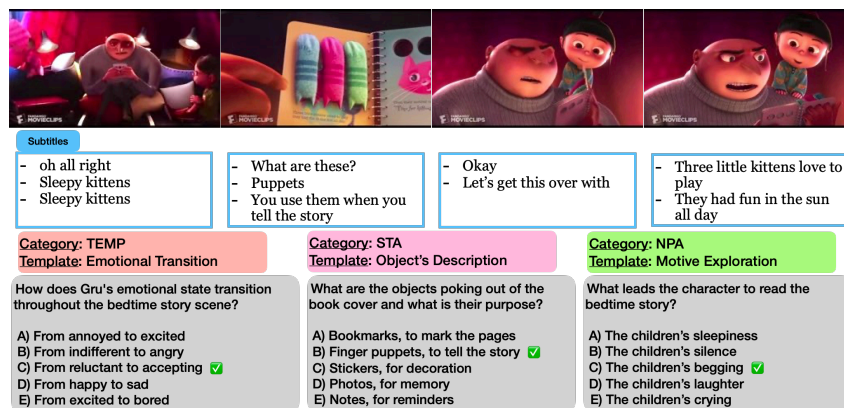 FANDANGO
MOVIECLIPS
FANDANGO
MOVIECLIPS
FANDANGO
MOVIECLIPS
FANDANGO
MOVIECLIPS
Subtitles
- oh all right
- Sleepy kittens
- Sleepy kittens
- What are these?
- Puppets
- You use them when you
tell the story
- Okay
- Let's get this over with
- Three little kittens love to
play
- They had fun in the sun
all day
Category: TEMP
Template: Emotional Transition
How does Gru's emotional state transition
throughout the bedtime story scene?
A) From annoyed to excited
B) From indifferent to angry
C) From reluctant to accepting ✅
D) From happy to sad
E) From excited to bored
Category: STA
Template: Object's Description
What are the objects poking out of the
book cover and what is their purpose?
A) Bookmarks, to mark the pages
B) Finger puppets, to tell the story ✅
C) Stickers, for decoration
D) Photos, for memory
E) Notes, for reminders
Category: NPA
Template: Motive Exploration
What leads the character to read the
bedtime story?
A) The children's sleepiness
B) The children's silence
C) The children's begging ✅
D) The children's laughter
E) The children's crying